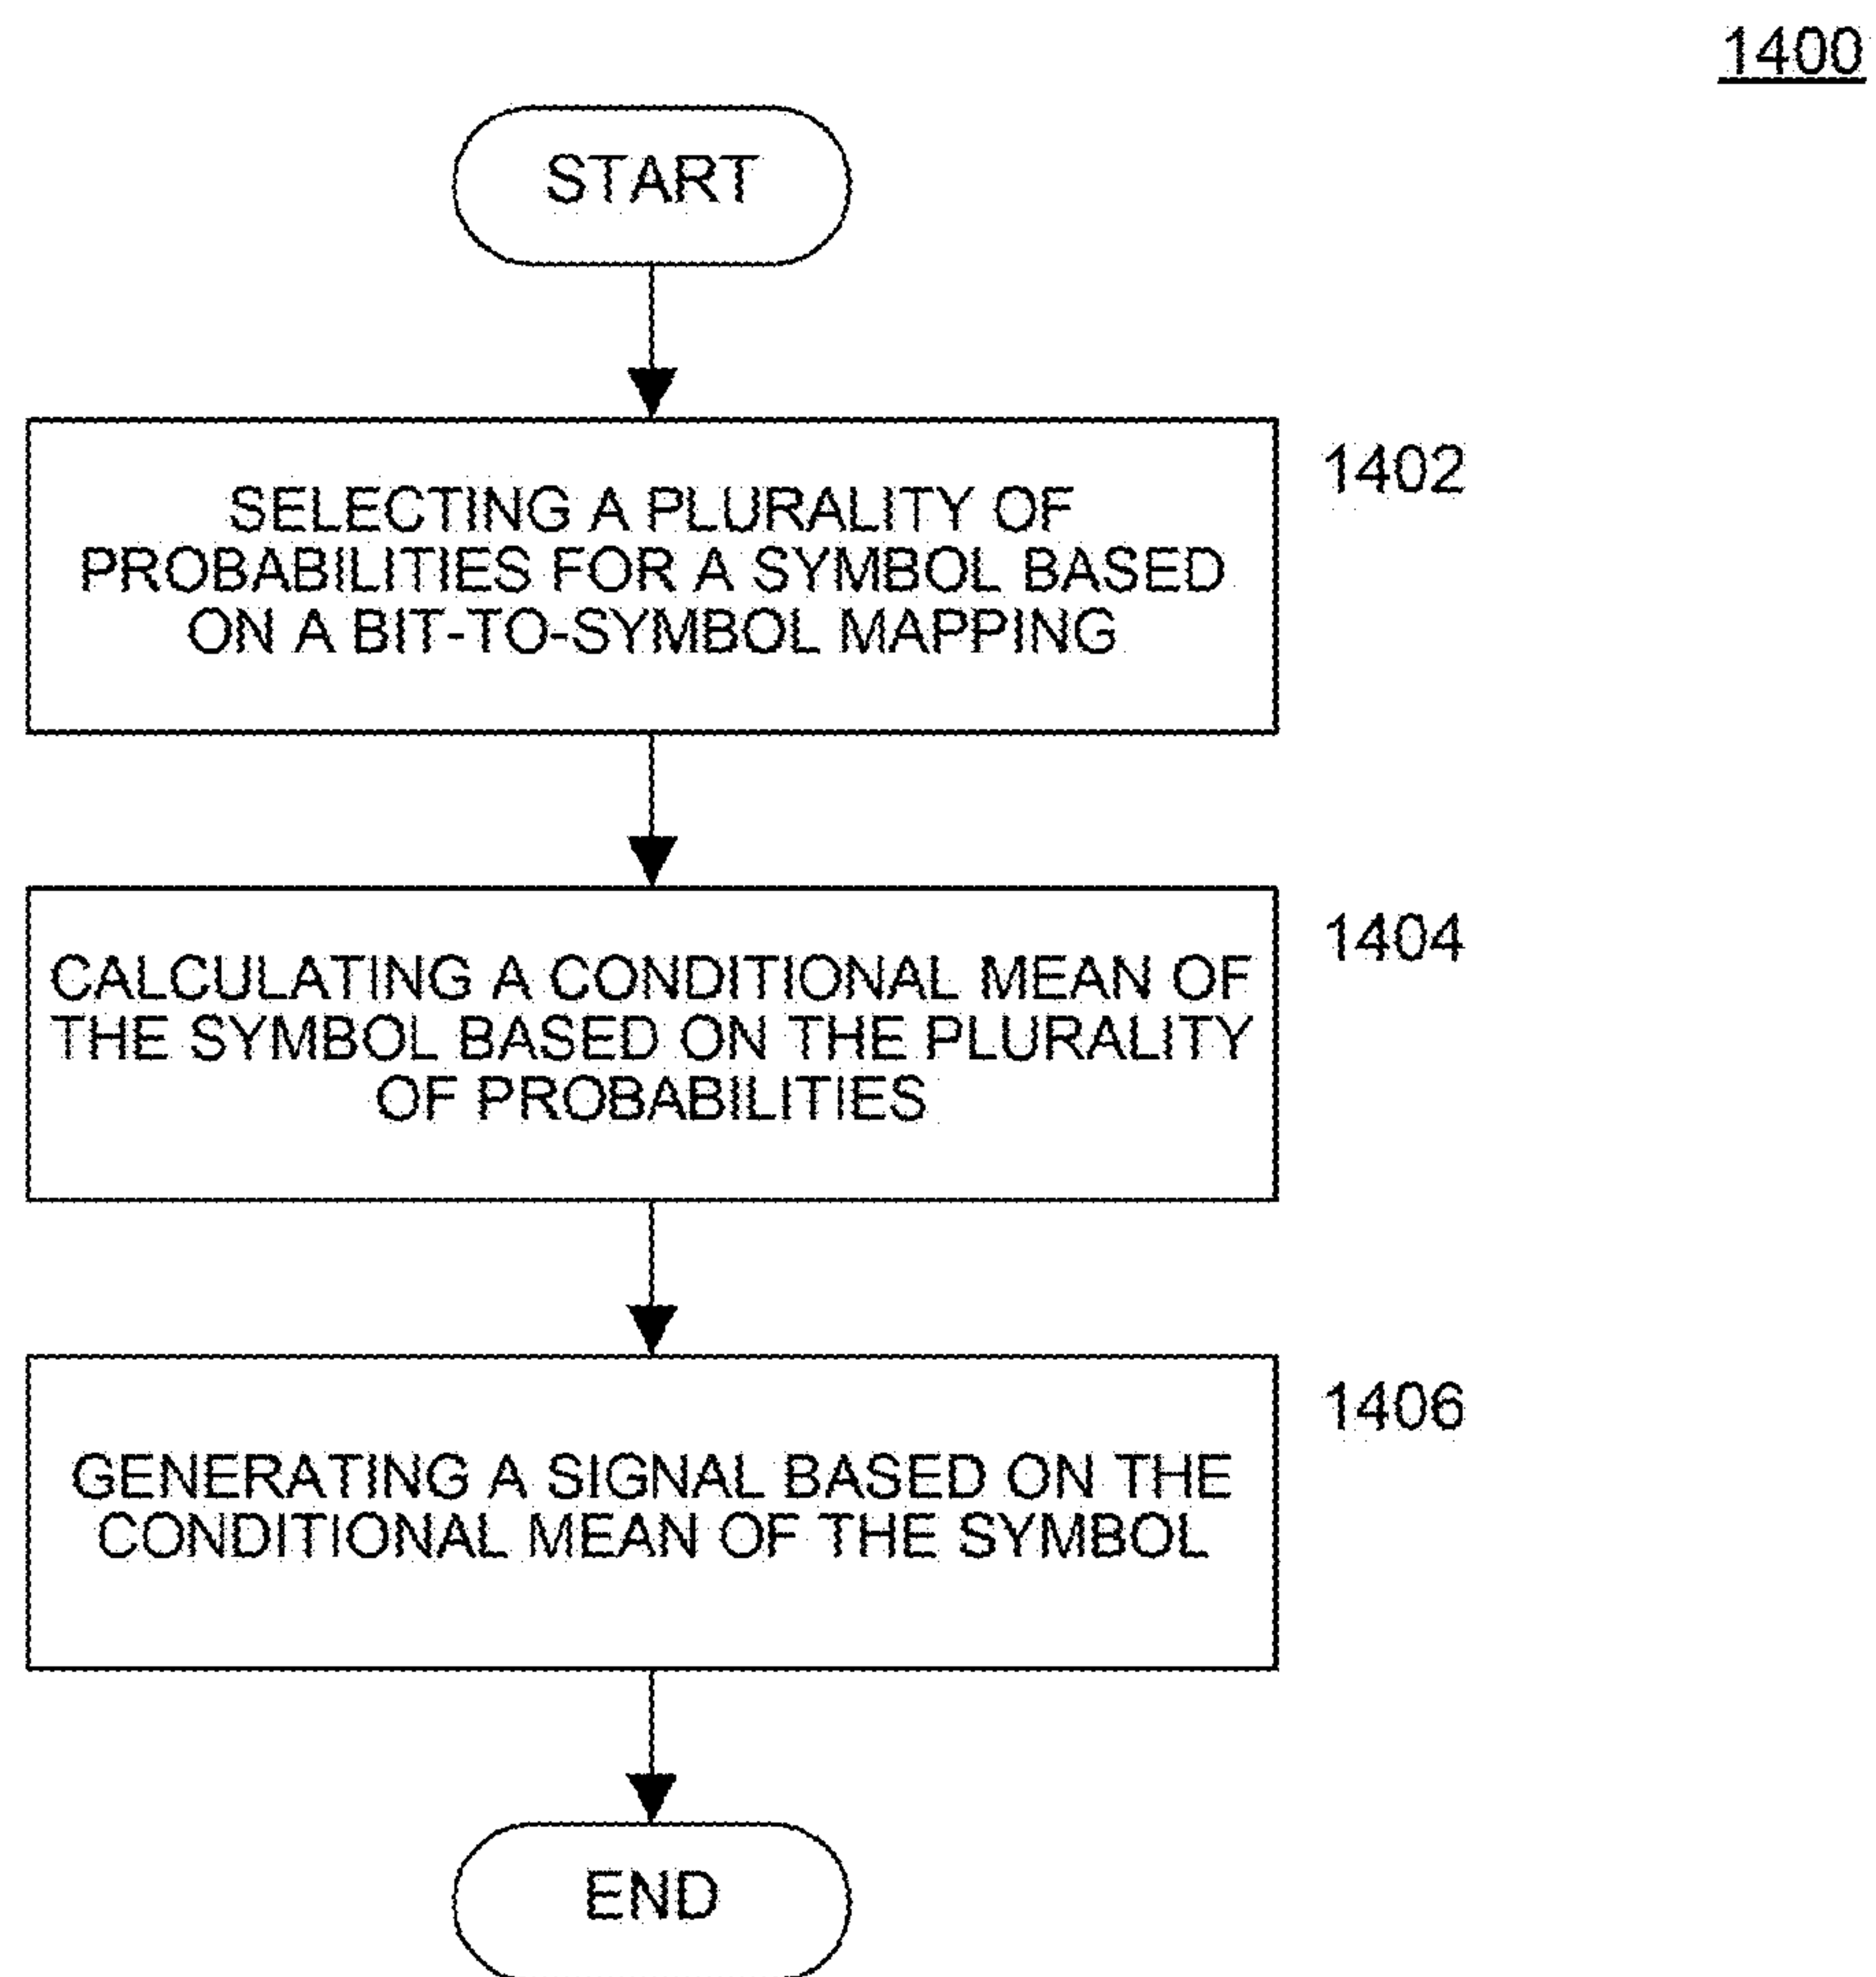 1400
START
SELECTING A PLURALITY OF
PROBABILITIES FOR A SYMBOL BASED
ON A BIT-TO-SYMBOL MAPPING
1402
CALCULATING A CONDITIONAL MEAN OF
THE SYMBOL BASED ON THE PLURALITY
OF PROBABILITIES
1404
GENERATING A SIGNAL BASED ON THE
CONDITIONAL MEAN OF THE SYMBOL
1406
END